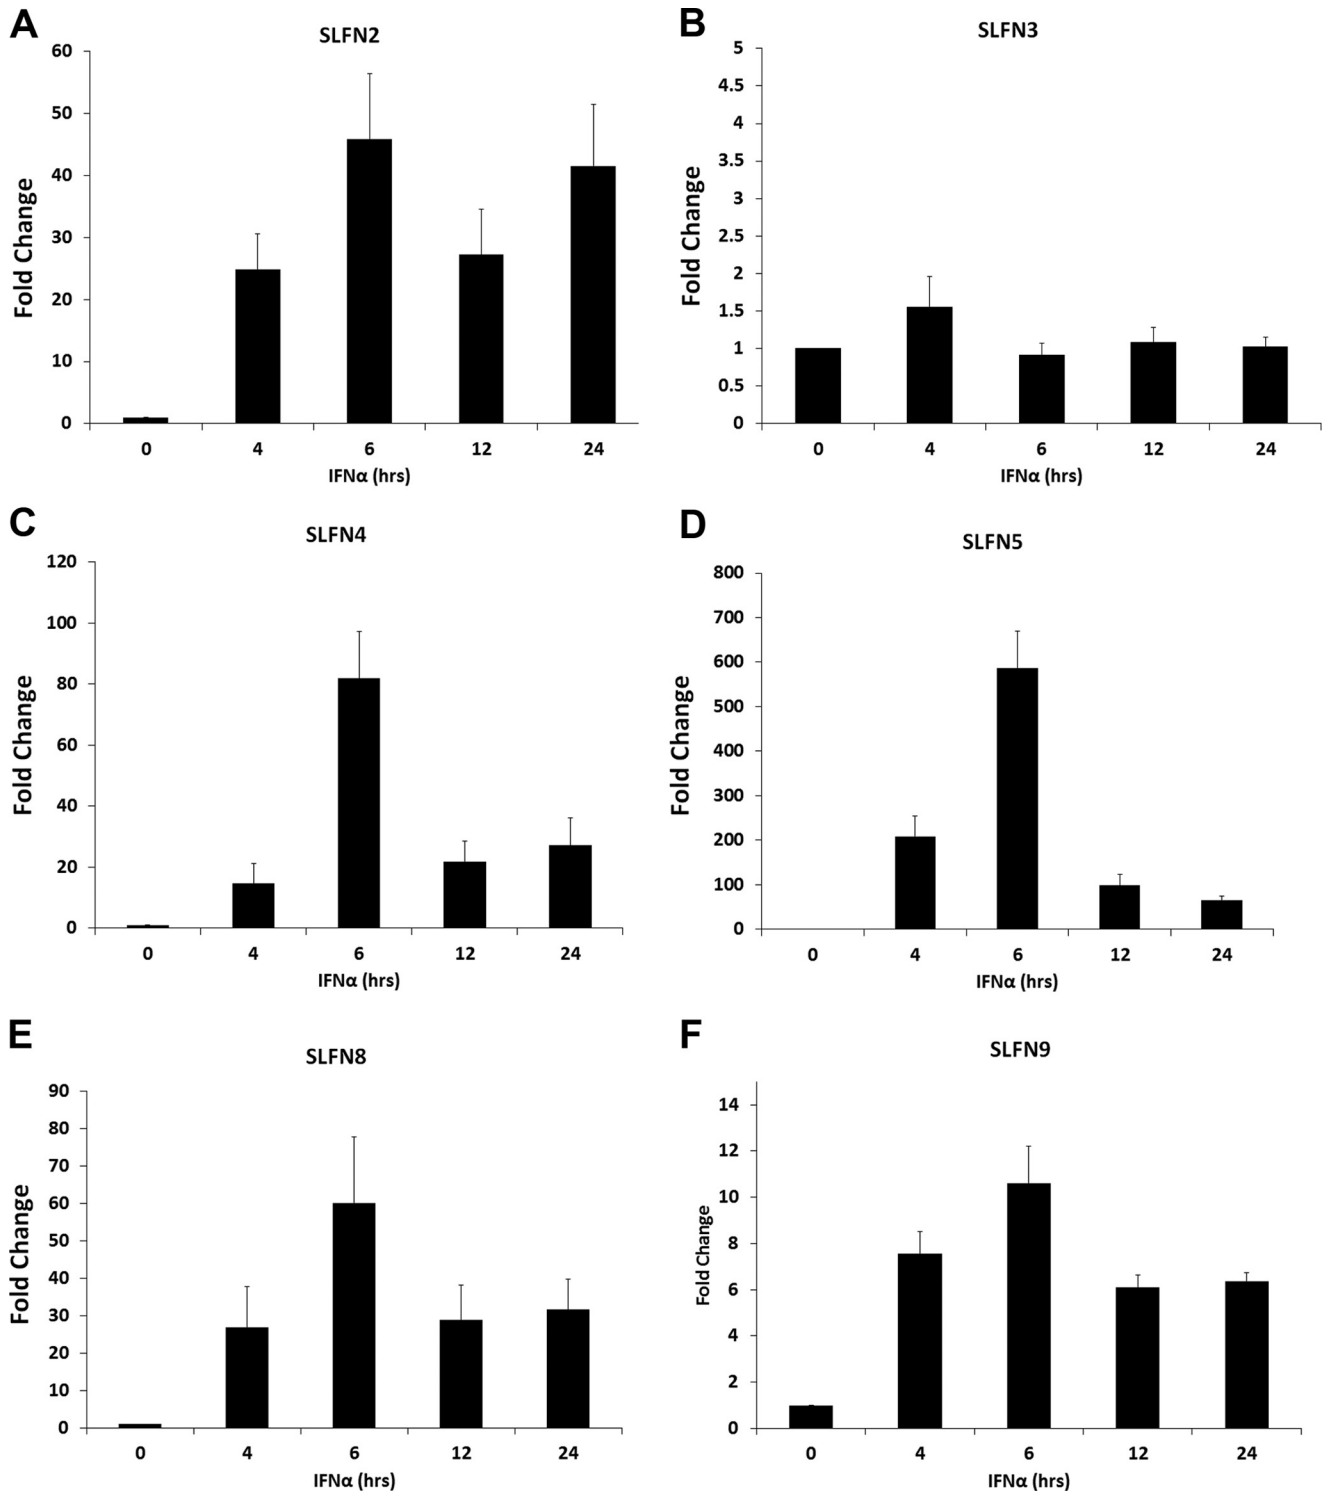 A
SLFN2
60
50
40
30
20
10
0
Fold Change
0 4 6 12 24
IFNα (hrs)
B
SLFN3
5
4.5
4
3.5
3
2.5
2
1.5
1
0.5
0
Fold Change
0 4 6 12 24
IFNα (hrs)
C
SLFN4
120
100
80
60
40
20
0
Fold Change
0 4 6 12 24
IFNα (hrs)
D
SLFN5
800
700
600
500
400
300
200
100
0
Fold Change
0 4 6 12 24
IFNα (hrs)
E
SLFN8
90
80
70
60
50
40
30
20
10
0
Fold Change
0 4 6 12 24
IFNα (hrs)
F
SLFN9
14
12
10
8
6
4
2
0
Fold Change
0 4 6 12 24
IFNα (hrs)